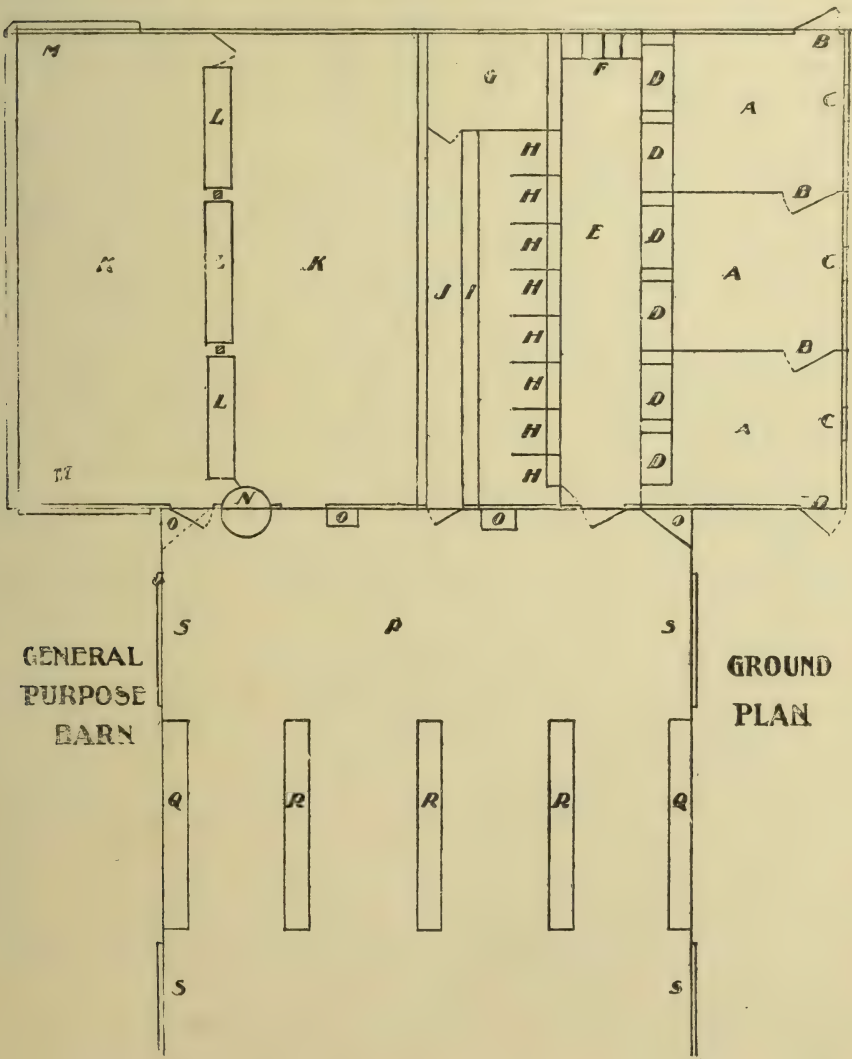 M B
G F D
L A C
H D
H B
H E D
K H J I H A C
D
H B
L H D
H A C
H D
N
O O O O
S P S
GENERAL
PURPOSE
BARN
GROUND
PLAN
Q R R R Q
S S